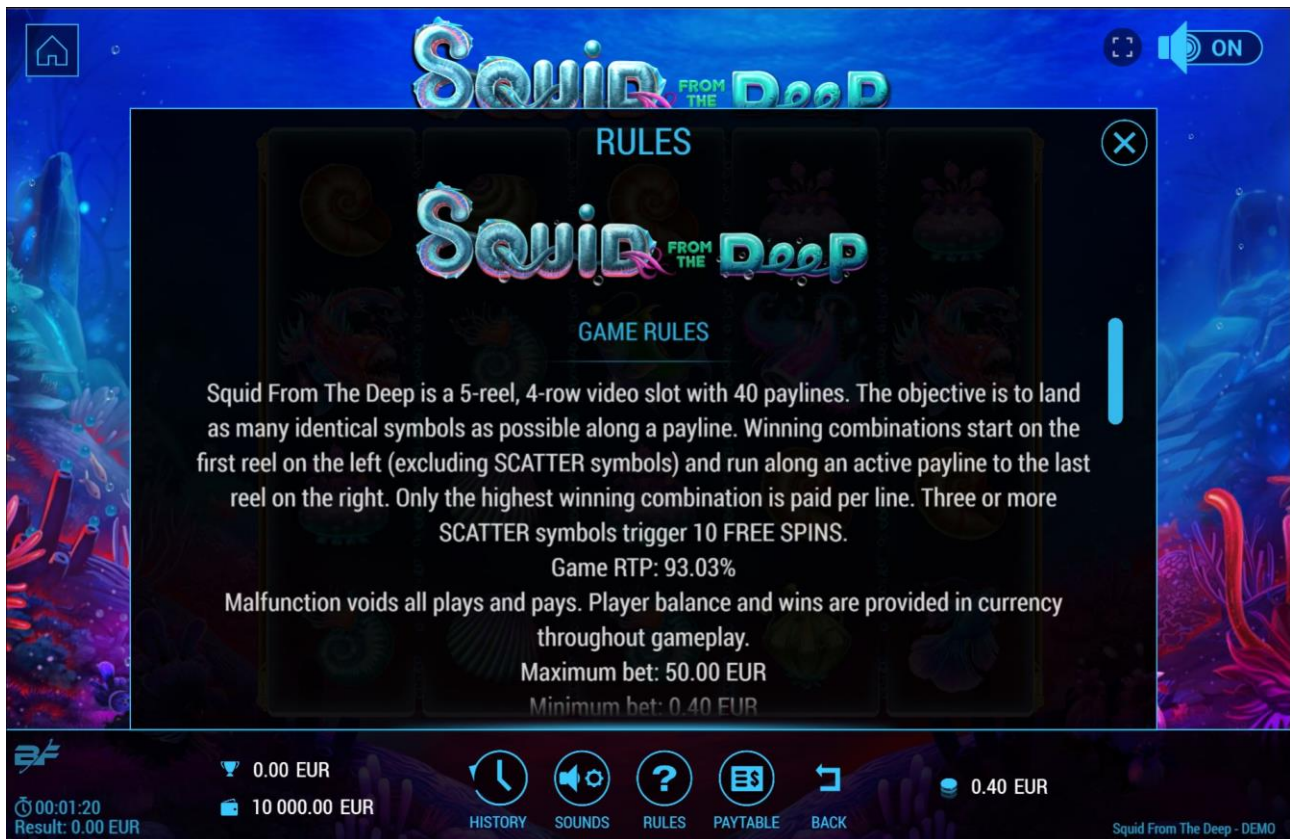 SQUID FROM THE DEEP
ON
RULES
SQUID FROM THE DEEP
GAME RULES
Squid From The Deep is a 5-reel, 4-row video slot with 40 paylines. The objective is to land
as many identical symbols as possible along a payline. Winning combinations start on the
first reel on the left (excluding SCATTER symbols) and run along an active payline to the last
reel on the right. Only the highest winning combination is paid per line. Three or more
SCATTER symbols trigger 10 FREE SPINS.
Game RTP: 93.03%
Malfunction voids all plays and pays. Player balance and wins are provided in currency
throughout gameplay.
Maximum bet: 50.00 EUR
Minimum bet: 0.40 EUR
BF
0.00 EUR
10 000.00 EUR
0.40 EUR
00:01:20
Result: 0.00 EUR
HISTORY
SOUNDS
RULES
PAYTABLE
BACK
Squid From The Deep - DEMO